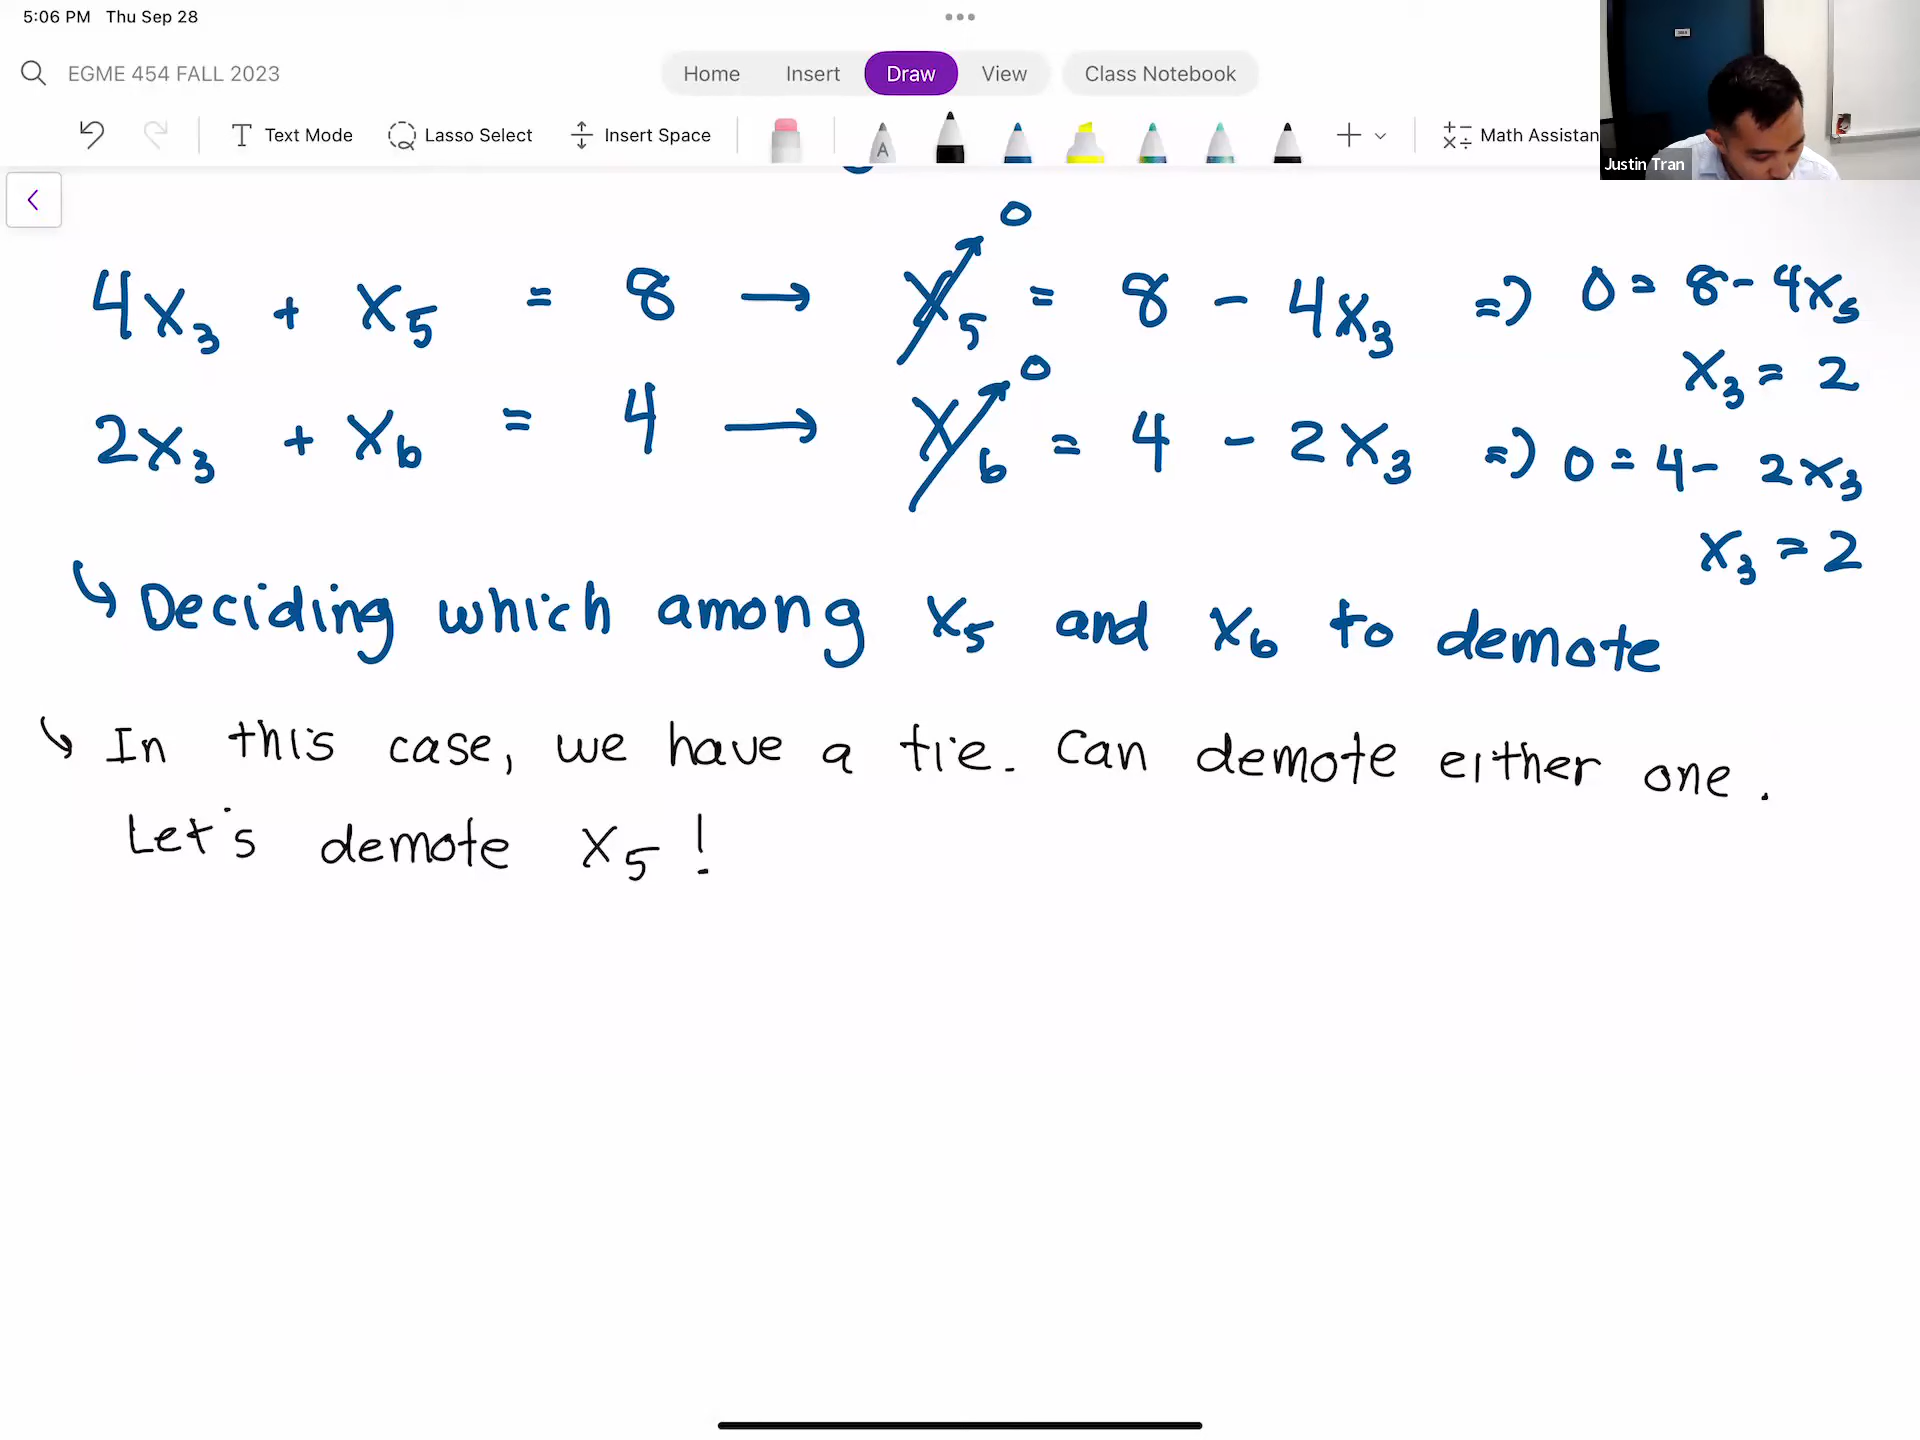 5:06 PM Thu Sep 28
EGME 454 FALL 2023
Home Insert Draw View Class Notebook
Text Mode Lasso Select Insert Space A Math Assistan
Justin Tran
4x₃ + x₅ = 8 → x₅ 0 = 8 - 4x₃ => 0 = 8 - 4x₅
x₃ = 2
2x₃ + x₆ = 4 → x₆ 0 = 4 - 2x₃ => 0 = 4 - 2x₃
x₃ = 2
↳ Deciding which among x₅ and x₆ to demote
↳ In this case, we have a tie. Can demote either one.
Let's demote x₅!